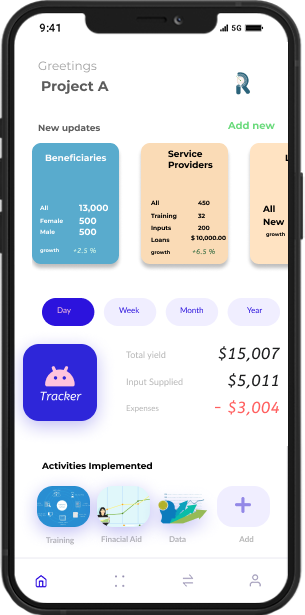 9:41 5G
Greetings
Project A
R
New updates Add new
Beneficiaries
All 13,000
Female 500
Male 500
growth +2.5 %
Service
Providers
All 450
Training 32
Inputs 200
Loans $ 10,000.00
growth +6.5 %
L
All
New
growth
Day Week Month Year
Tracker
Total yield $15,007
Input Supplied $5,011
Expenses - $3,004
Activities Implemented
Training Finacial Aid Data Add